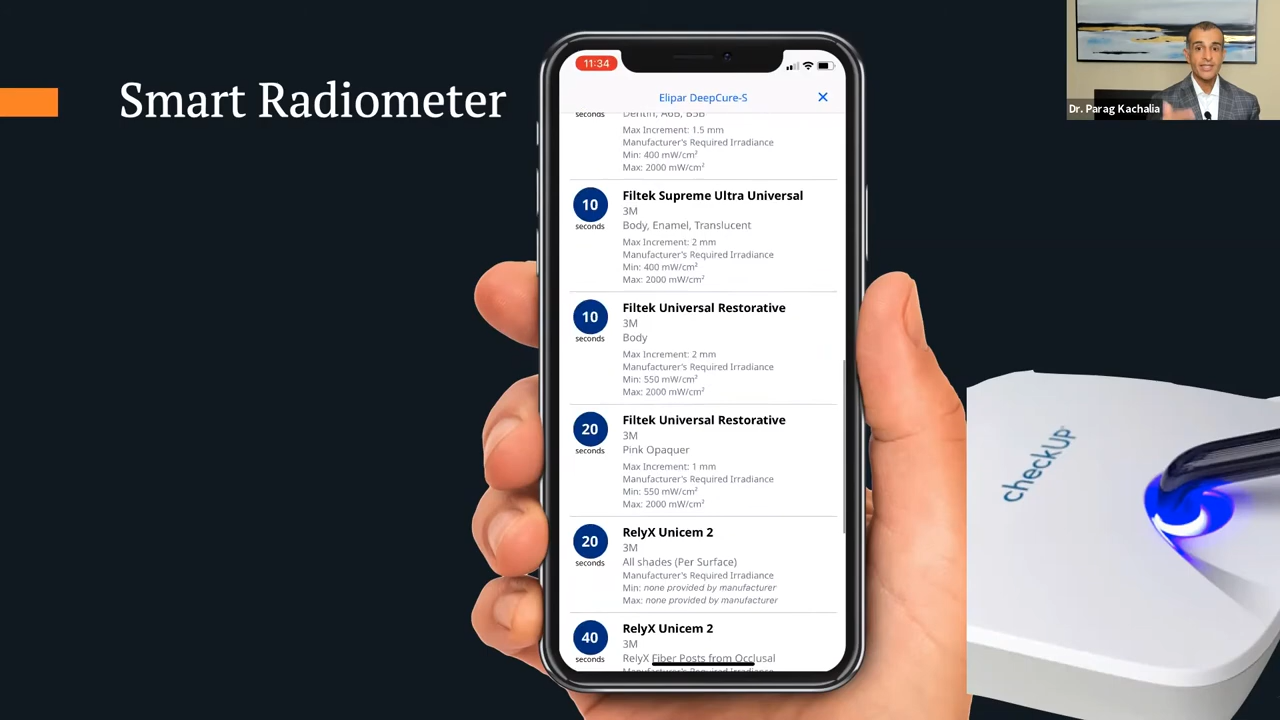 Smart Radiometer
11:34
Elipar DeepCure-S
seconds
Dentin, A6B, B5B
Max Increment: 1.5 mm
Manufacturer's Required Irradiance
Min: 400 mW/cm²
Max: 2000 mW/cm²
10
seconds
Filtek Supreme Ultra Universal
3M
Body, Enamel, Translucent
Max Increment: 2 mm
Manufacturer's Required Irradiance
Min: 400 mW/cm²
Max: 2000 mW/cm²
10
seconds
Filtek Universal Restorative
3M
Body
Max Increment: 2 mm
Manufacturer's Required Irradiance
Min: 550 mW/cm²
Max: 2000 mW/cm²
20
seconds
Filtek Universal Restorative
3M
Pink Opaquer
Max Increment: 1 mm
Manufacturer's Required Irradiance
Min: 550 mW/cm²
Max: 2000 mW/cm²
20
seconds
RelyX Unicem 2
3M
All shades (Per Surface)
Manufacturer's Required Irradiance
Min: none provided by manufacturer
Max: none provided by manufacturer
40
seconds
RelyX Unicem 2
3M
RelyX Fiber Posts from Occlusal
Manufacturer's Required Irradiance
Dr. Parag Kachalia
checkUp